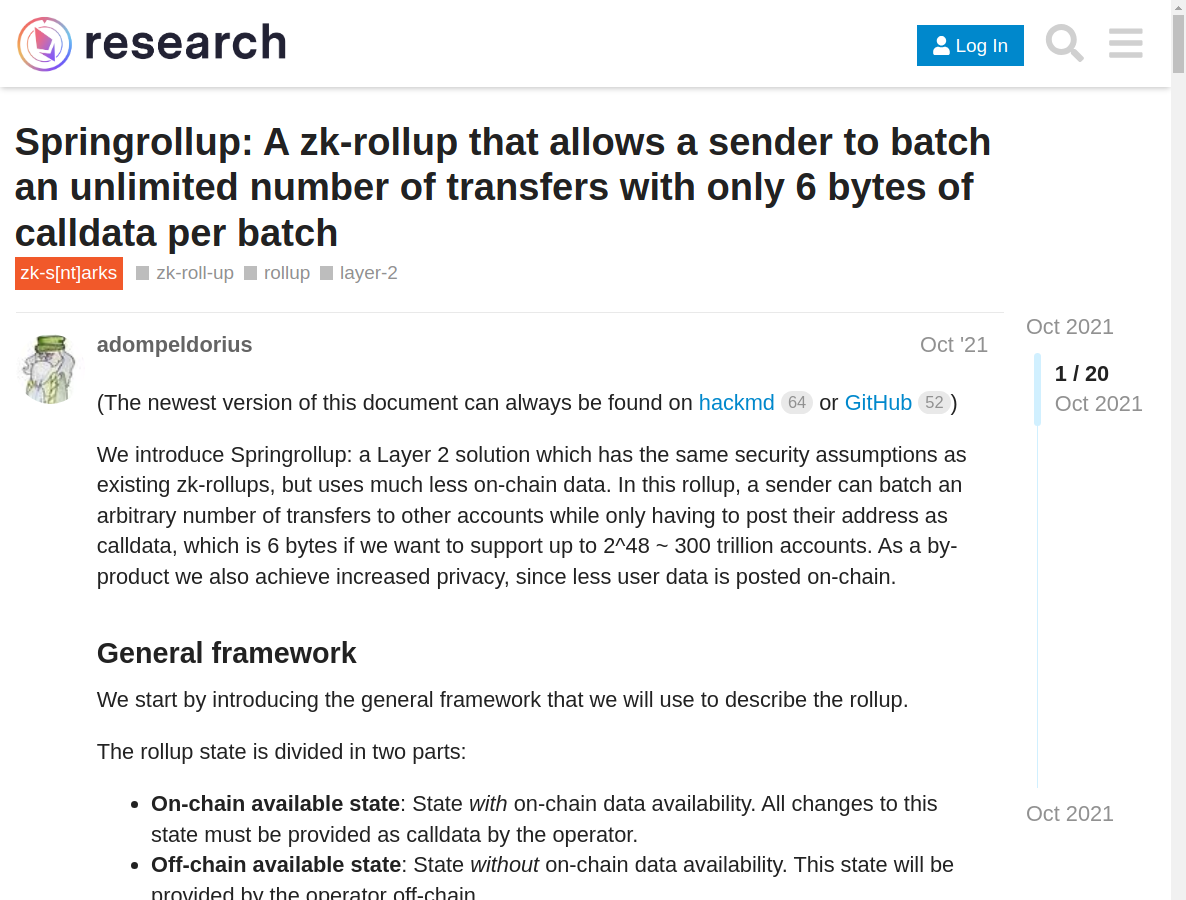 research
Log In
Springrollup: A zk-rollup that allows a sender to batch
an unlimited number of transfers with only 6 bytes of
calldata per batch
zk-s[nt]arks zk-roll-up rollup layer-2
adompeldorius Oct '21
(The newest version of this document can always be found on hackmd 64 or GitHub 52)
We introduce Springrollup: a Layer 2 solution which has the same security assumptions as
existing zk-rollups, but uses much less on-chain data. In this rollup, a sender can batch an
arbitrary number of transfers to other accounts while only having to post their address as
calldata, which is 6 bytes if we want to support up to 2^48 ~ 300 trillion accounts. As a by-
product we also achieve increased privacy, since less user data is posted on-chain.
General framework
We start by introducing the general framework that we will use to describe the rollup.
The rollup state is divided in two parts:
• On-chain available state: State with on-chain data availability. All changes to this
state must be provided as calldata by the operator.
• Off-chain available state: State without on-chain data availability. This state will be
provided by the operator off-chain.
Oct 2021
1 / 20
Oct 2021
Oct 2021